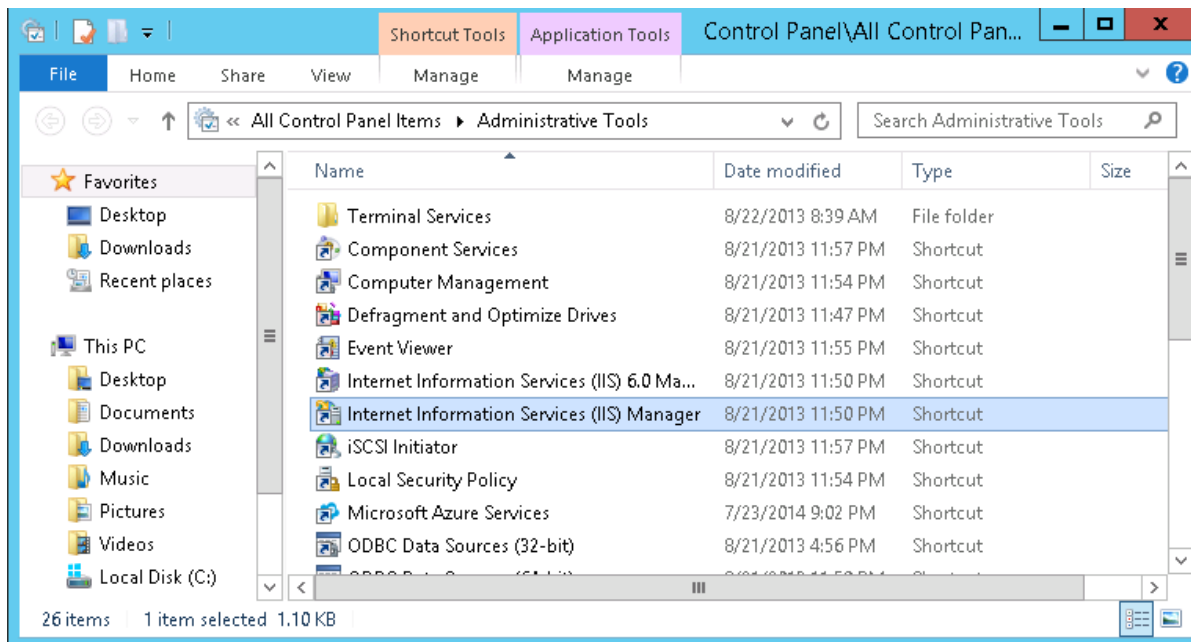 Shortcut Tools Application Tools Control Panel\All Control Pan...
File Home Share View Manage Manage
« All Control Panel Items Administrative Tools Search Administrative Tools
Favorites
Desktop
Downloads
Recent places
This PC
Desktop
Documents
Downloads
Music
Pictures
Videos
Local Disk (C:)
Name Date modified Type Size
Terminal Services 8/22/2013 8:39 AM File folder
Component Services 8/21/2013 11:57 PM Shortcut
Computer Management 8/21/2013 11:54 PM Shortcut
Defragment and Optimize Drives 8/21/2013 11:47 PM Shortcut
Event Viewer 8/21/2013 11:55 PM Shortcut
Internet Information Services (IIS) 6.0 Ma... 8/21/2013 11:50 PM Shortcut
Internet Information Services (IIS) Manager 8/21/2013 11:50 PM Shortcut
iSCSI Initiator 8/21/2013 11:57 PM Shortcut
Local Security Policy 8/21/2013 11:54 PM Shortcut
Microsoft Azure Services 7/23/2014 9:02 PM Shortcut
ODBC Data Sources (32-bit) 8/21/2013 4:56 PM Shortcut
26 items 1 item selected 1.10 KB